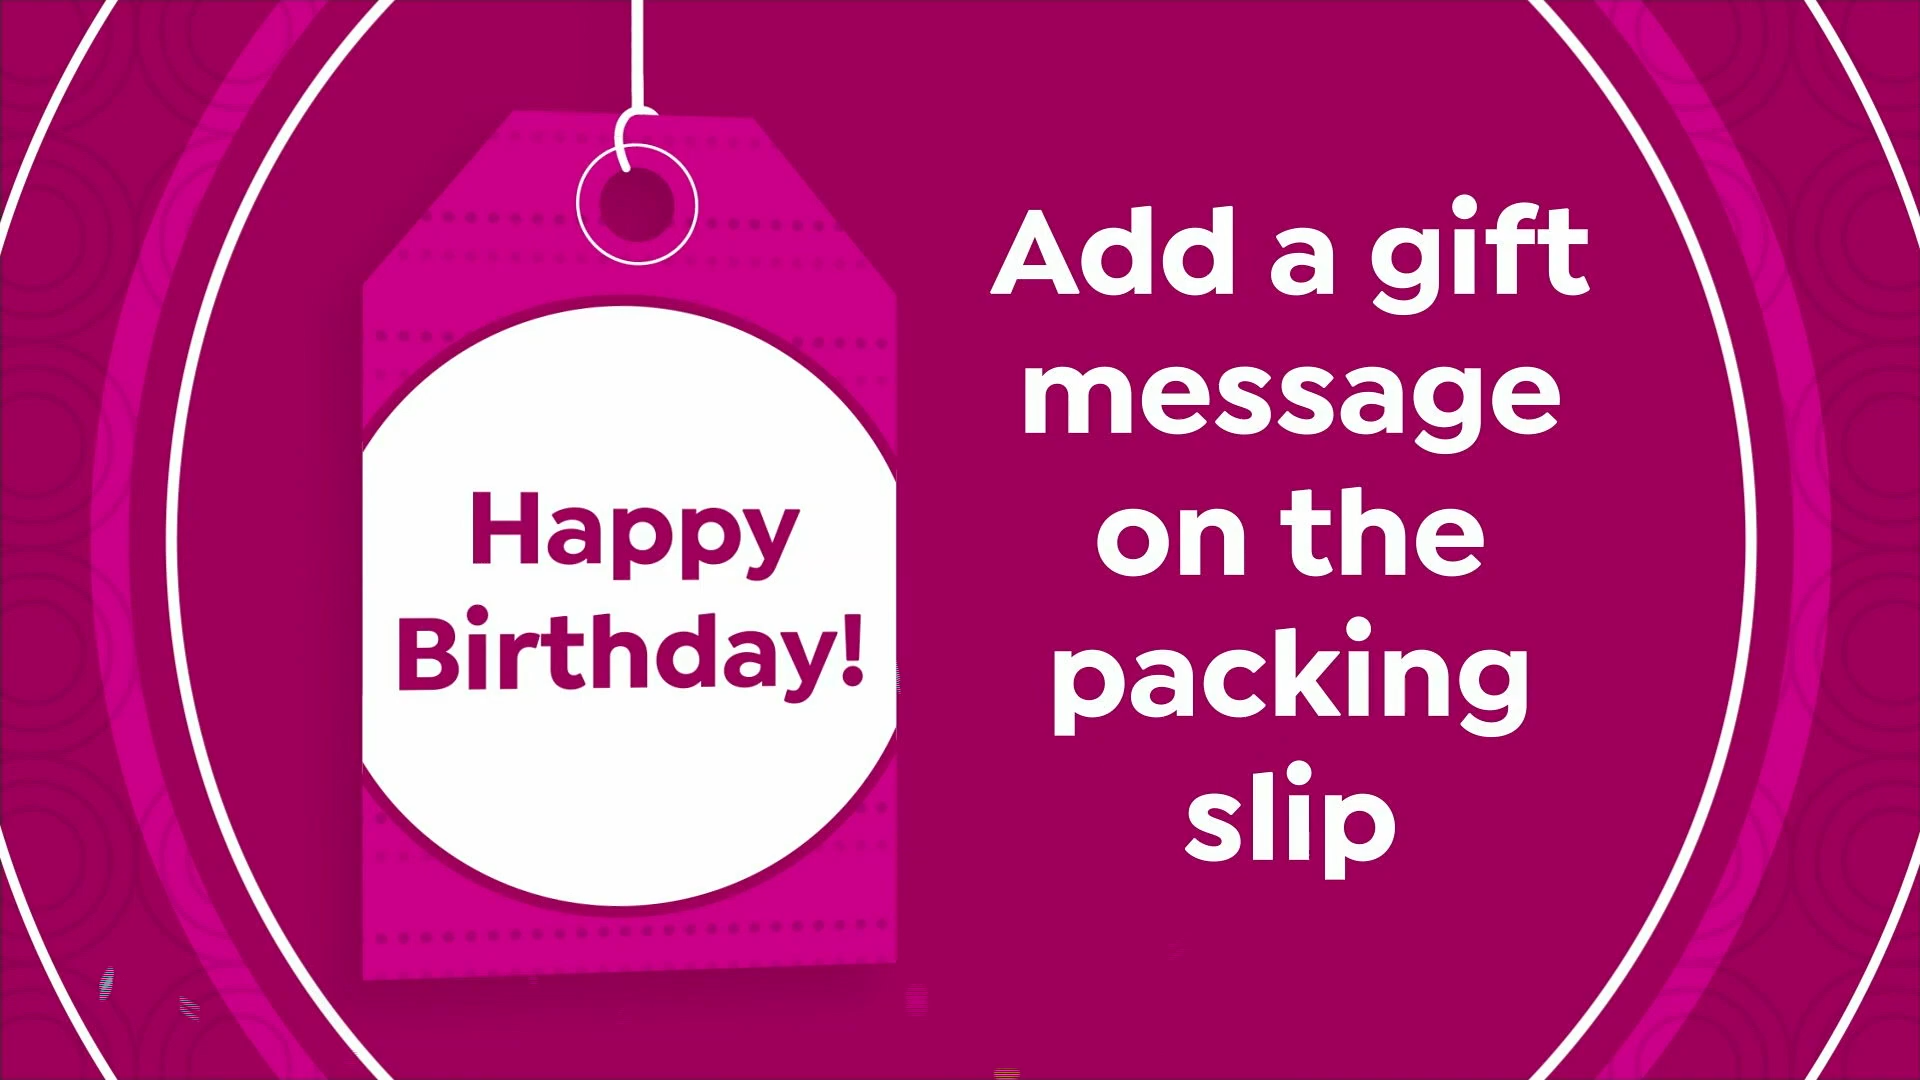 Happy
Birthday!
Add a gift
message
on the
packing
slip